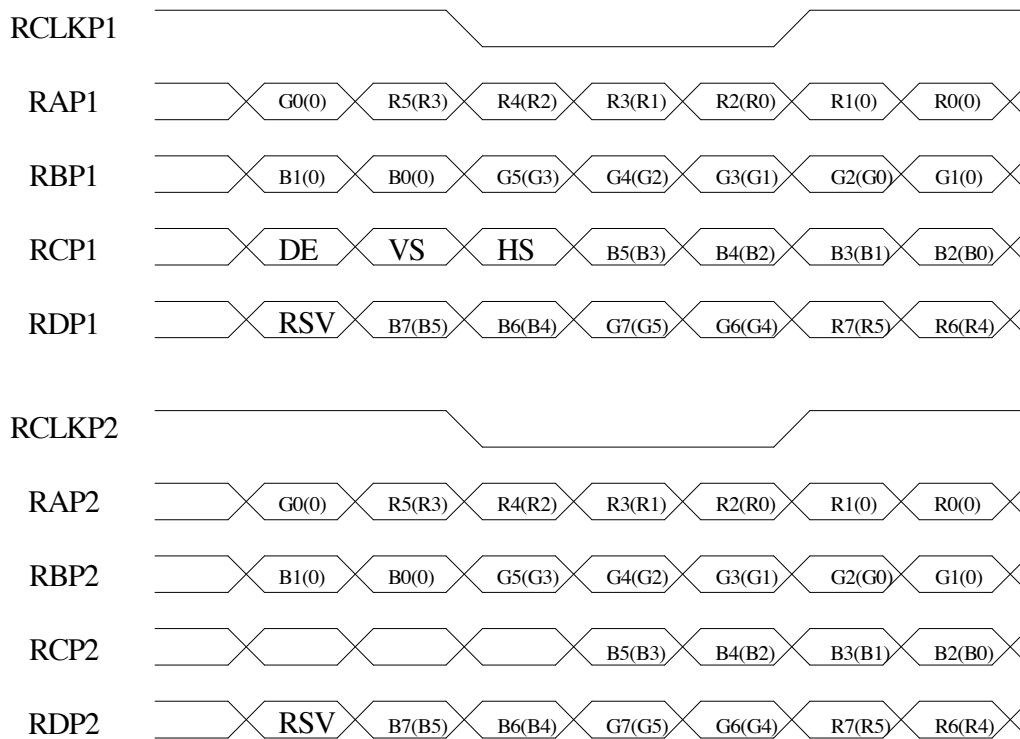 RCLKP1
RAP1 G0(0) R5(R3) R4(R2) R3(R1) R2(R0) R1(0) R0(0)
RBP1 B1(0) B0(0) G5(G3) G4(G2) G3(G1) G2(G0) G1(0)
RCP1 DE VS HS B5(B3) B4(B2) B3(B1) B2(B0)
RDP1 RSV B7(B5) B6(B4) G7(G5) G6(G4) R7(R5) R6(R4)
RCLKP2
RAP2 G0(0) R5(R3) R4(R2) R3(R1) R2(R0) R1(0) R0(0)
RBP2 B1(0) B0(0) G5(G3) G4(G2) G3(G1) G2(G0) G1(0)
RCP2 B5(B3) B4(B2) B3(B1) B2(B0)
RDP2 RSV B7(B5) B6(B4) G7(G5) G6(G4) R7(R5) R6(R4)